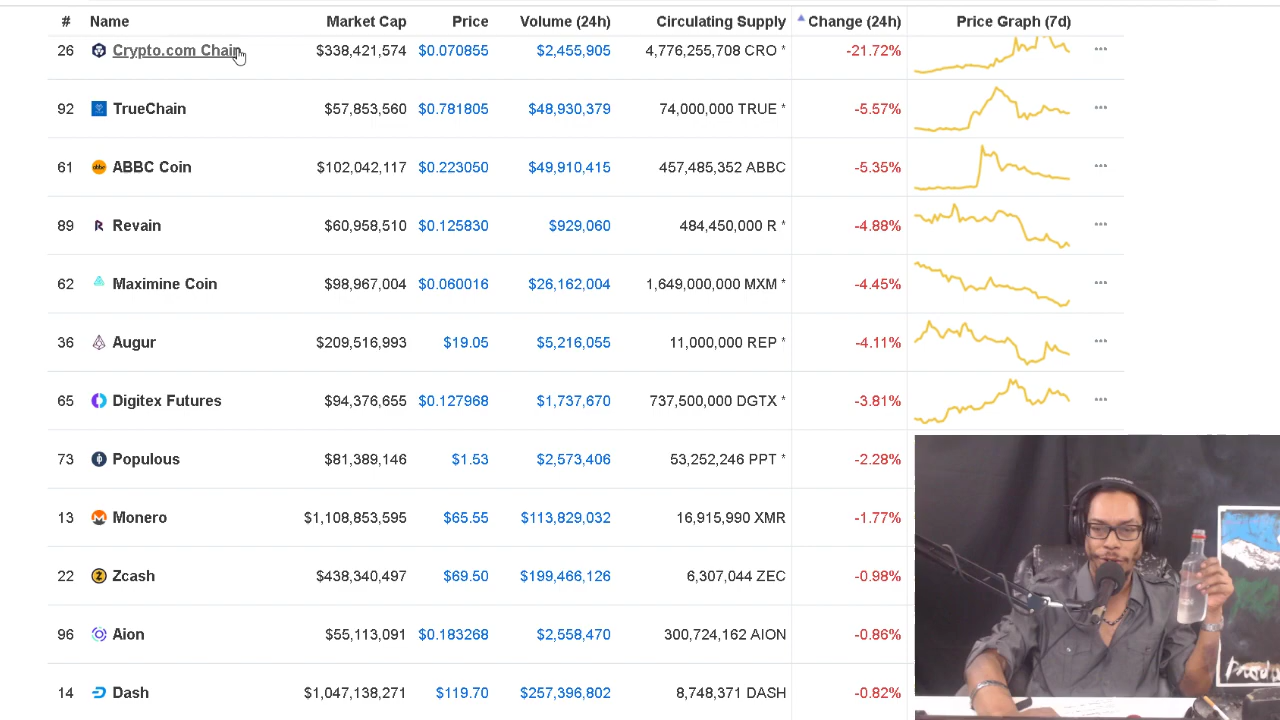 # Name Market Cap Price Volume (24h) Circulating Supply Change (24h) Price Graph (7d)
26 Crypto.com Chain $338,421,574 $0.070855 $2,455,905 4,776,255,708 CRO * -21.72%
92 TrueChain $57,853,560 $0.781805 $48,930,379 74,000,000 TRUE * -5.57%
61 ABBC Coin $102,042,117 $0.223050 $49,910,415 457,485,352 ABBC -5.35%
89 Revain $60,958,510 $0.125830 $929,060 484,450,000 R * -4.88%
62 Maximine Coin $98,967,004 $0.060016 $26,162,004 1,649,000,000 MXM * -4.45%
36 Augur $209,516,993 $19.05 $5,216,055 11,000,000 REP * -4.11%
65 Digitex Futures $94,376,655 $0.127968 $1,737,670 737,500,000 DGTX * -3.81%
73 Populous $81,389,146 $1.53 $2,573,406 53,252,246 PPT * -2.28%
13 Monero $1,108,853,595 $65.55 $113,829,032 16,915,990 XMR -1.77%
22 Zcash $438,340,497 $69.50 $199,466,126 6,307,044 ZEC -0.98%
96 Aion $55,113,091 $0.183268 $2,558,470 300,724,162 AION -0.86%
14 Dash $1,047,138,271 $119.70 $257,396,802 8,748,371 DASH -0.82%